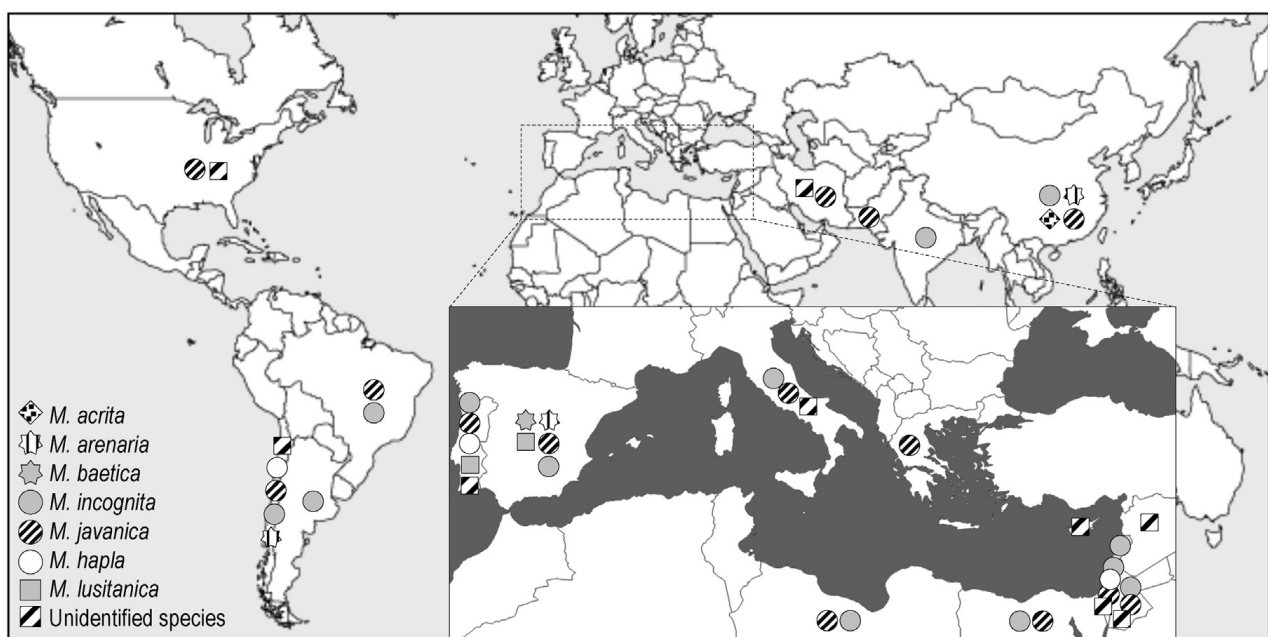 M. acrita
M. arenaria
M. baetica
M. incognita
M. javanica
M. hapla
M. lusitanica
Unidentified species